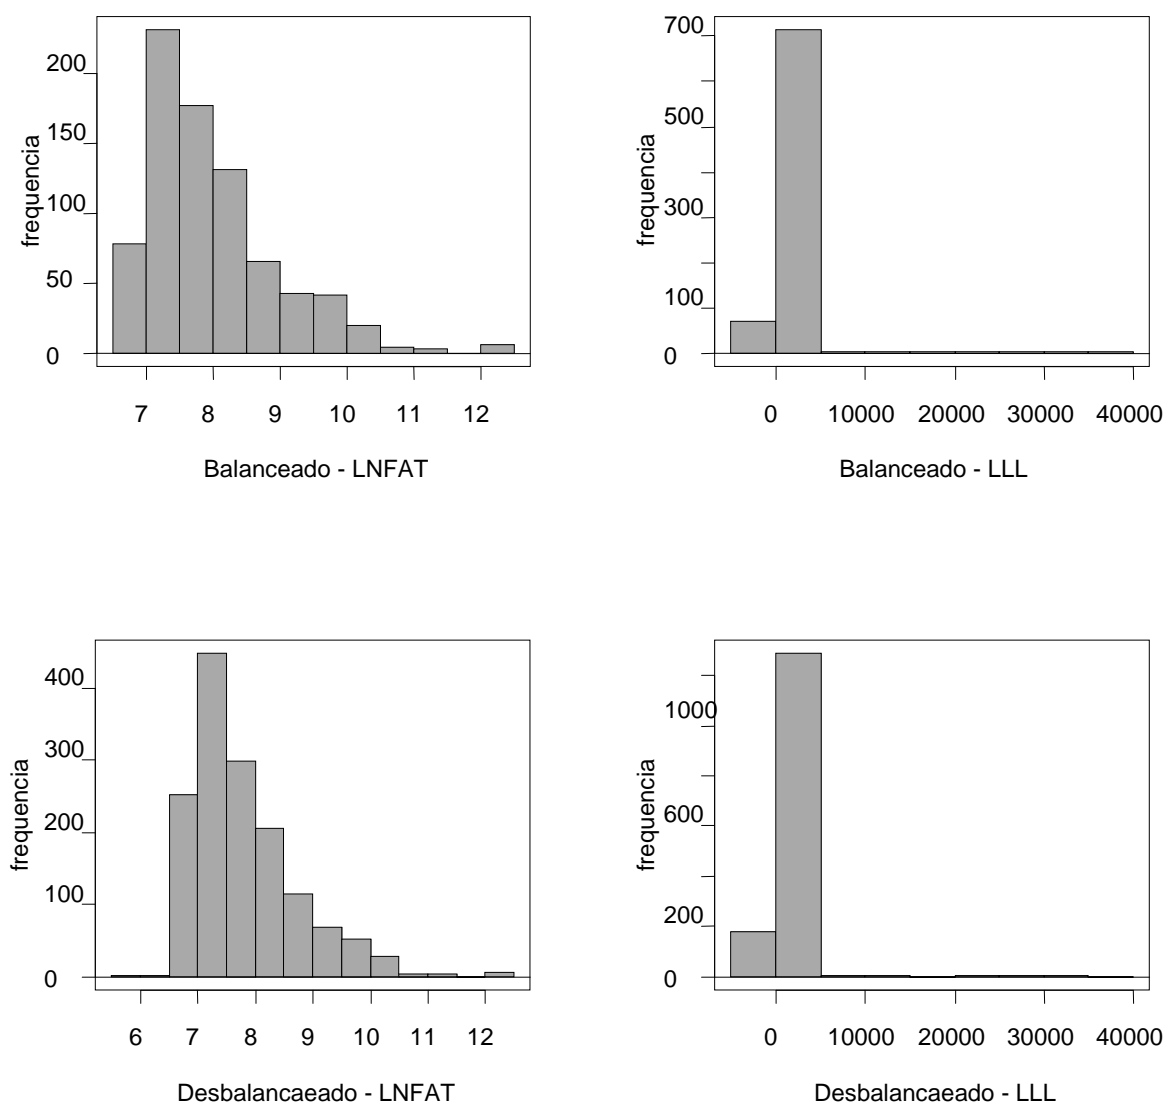 frequencia
200
150
100
50
0
7 8 9 10 11 12
Balanceado - LNFAT
frequencia
700
500
300
100
0
0 10000 20000 30000 40000
Balanceado - LLL
frequencia
400
300
200
100
0
6 7 8 9 10 11 12
Desbalancaeado - LNFAT
frequencia
1000
600
200
0
0 10000 20000 30000 40000
Desbalancaeado - LLL